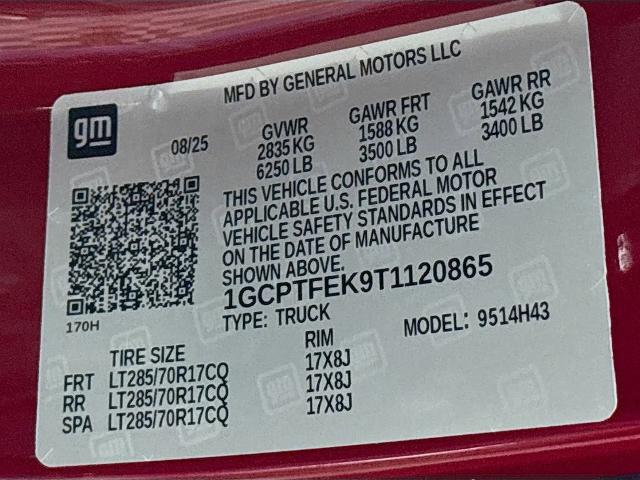 MFD BY GENERAL MOTORS LLC
gm
08/25
GVWR
2835 KG
6250 LB
GAWR FRT
1588 KG
3500 LB
GAWR RR
1542 KG
3400 LB
THIS VEHICLE CONFORMS TO ALL
APPLICABLE U.S. FEDERAL MOTOR
VEHICLE SAFETY STANDARDS IN EFFECT
ON THE DATE OF MANUFACTURE
SHOWN ABOVE.
1GCPTFEK9T1120865
170H
TYPE: TRUCK
MODEL: 9514H43
TIRE SIZE RIM
FRT LT285/70R17CQ 17X8J
RR LT285/70R17CQ 17X8J
SPA LT285/70R17CQ 17X8J